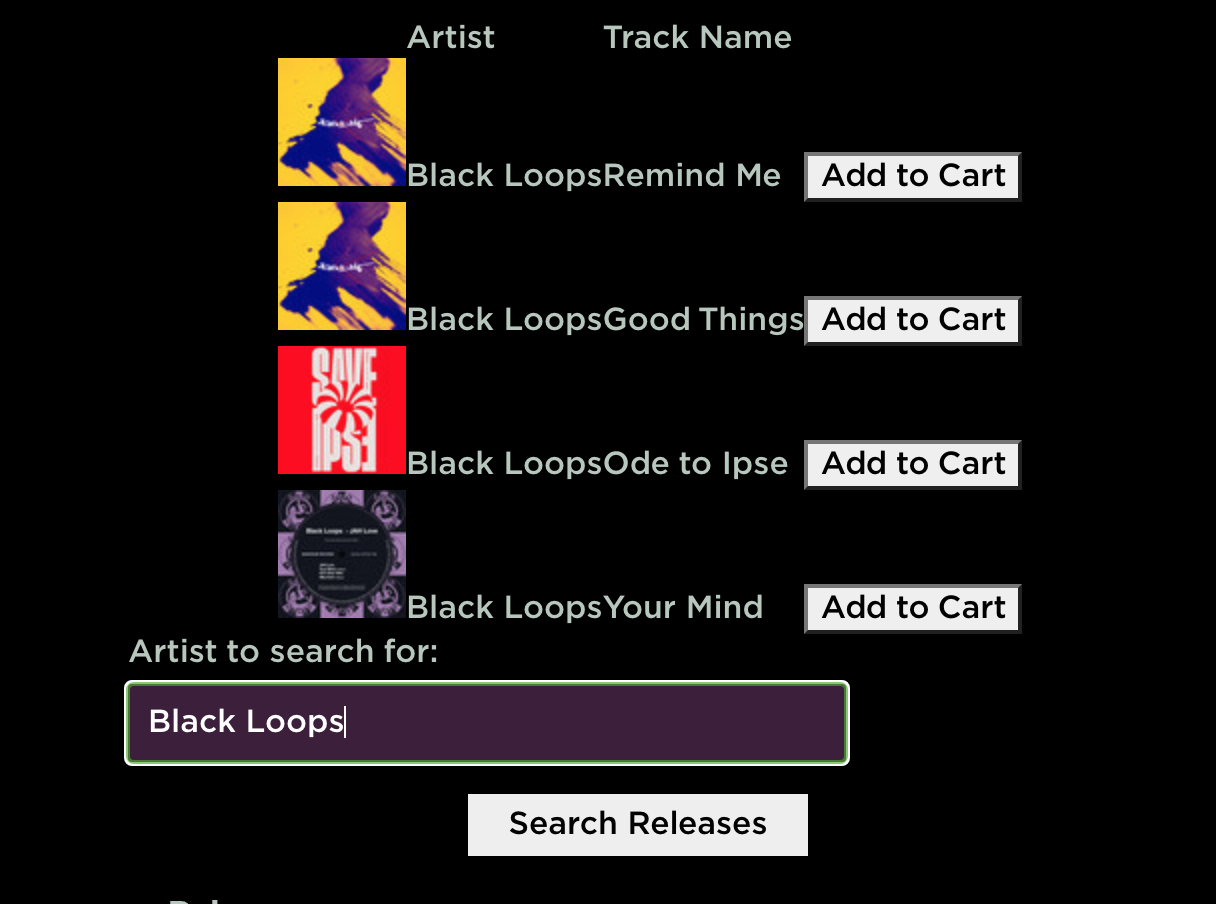 Artist Track Name
Black Loops Remind Me Add to Cart
Black Loops Good Things Add to Cart
SAVE
IPSE
Black Loops Ode to Ipse Add to Cart
Black Loops - JAH Love
Black Loops Your Mind Add to Cart
Artist to search for:
Black Loops
Search Releases